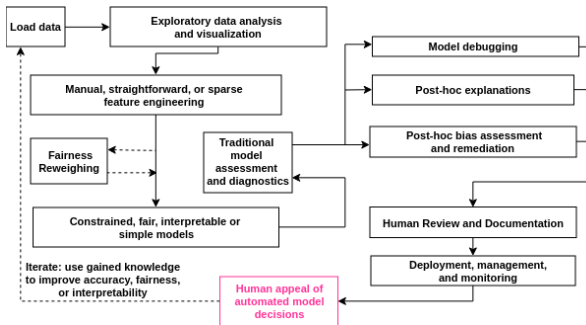 Load data
Exploratory data analysis
and visualization
Manual, straightforward, or sparse
feature engineering
Fairness
Reweighing
Constrained, fair, interpretable or
simple models
Traditional
model
assessment
and diagnostics
Model debugging
Post-hoc explanations
Post-hoc bias assessment
and remediation
Human Review and Documentation
Deployment, management,
and monitoring
Human appeal of
automated model
decisions
Iterate: use gained knowledge
to improve accuracy, fairness,
or interpretability